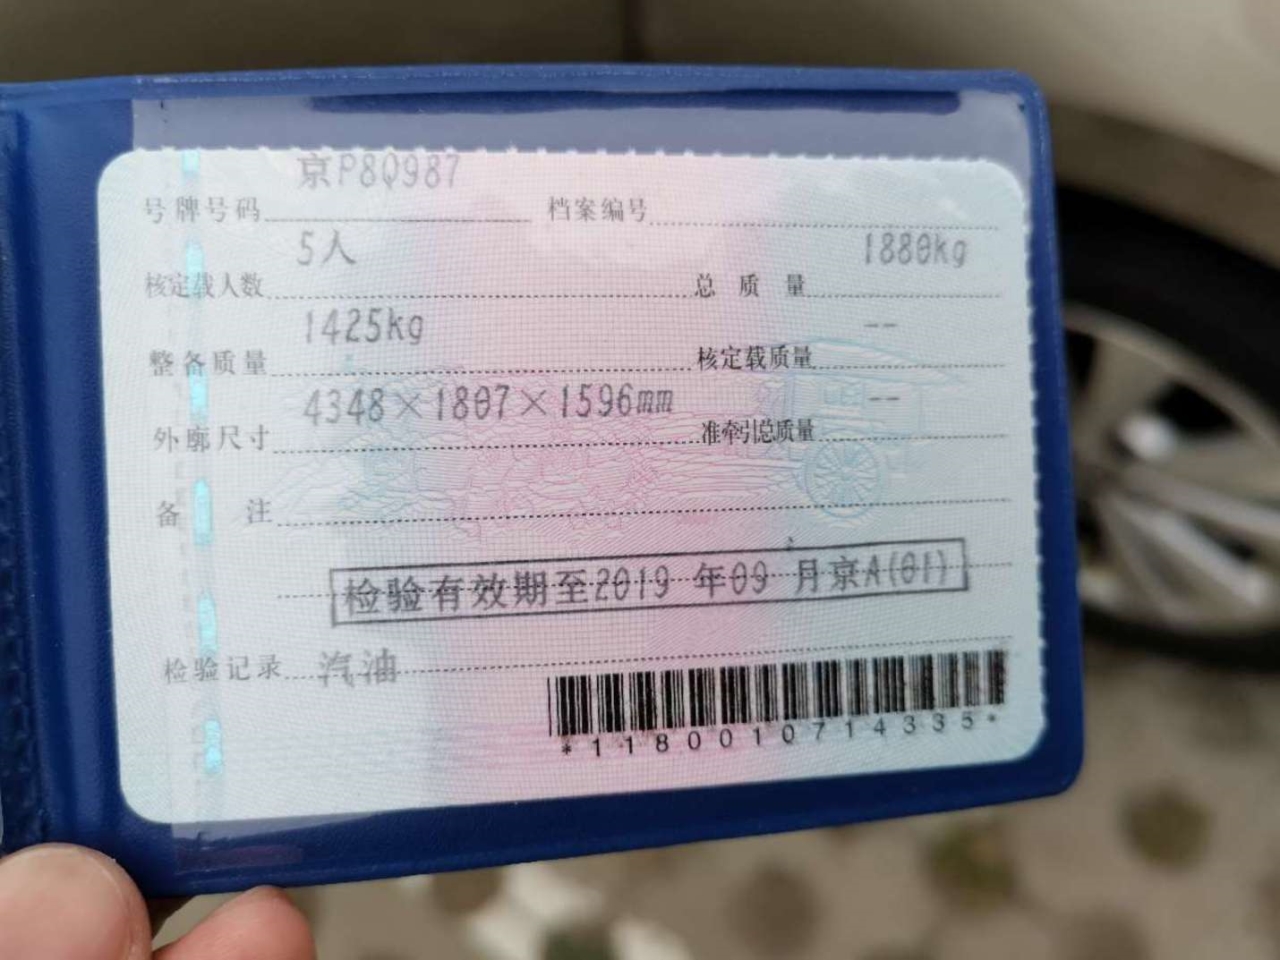 京P8Q987
号牌号码 档案编号
5人 1880kg
核定载人数 总质量
1425kg --
整备质量 核定载质量
4348×1807×1596mm --
外廓尺寸 准牵引总质量
备注
检验有效期至2019年09月京A(01)
检验记录 汽油
*1180010714335*